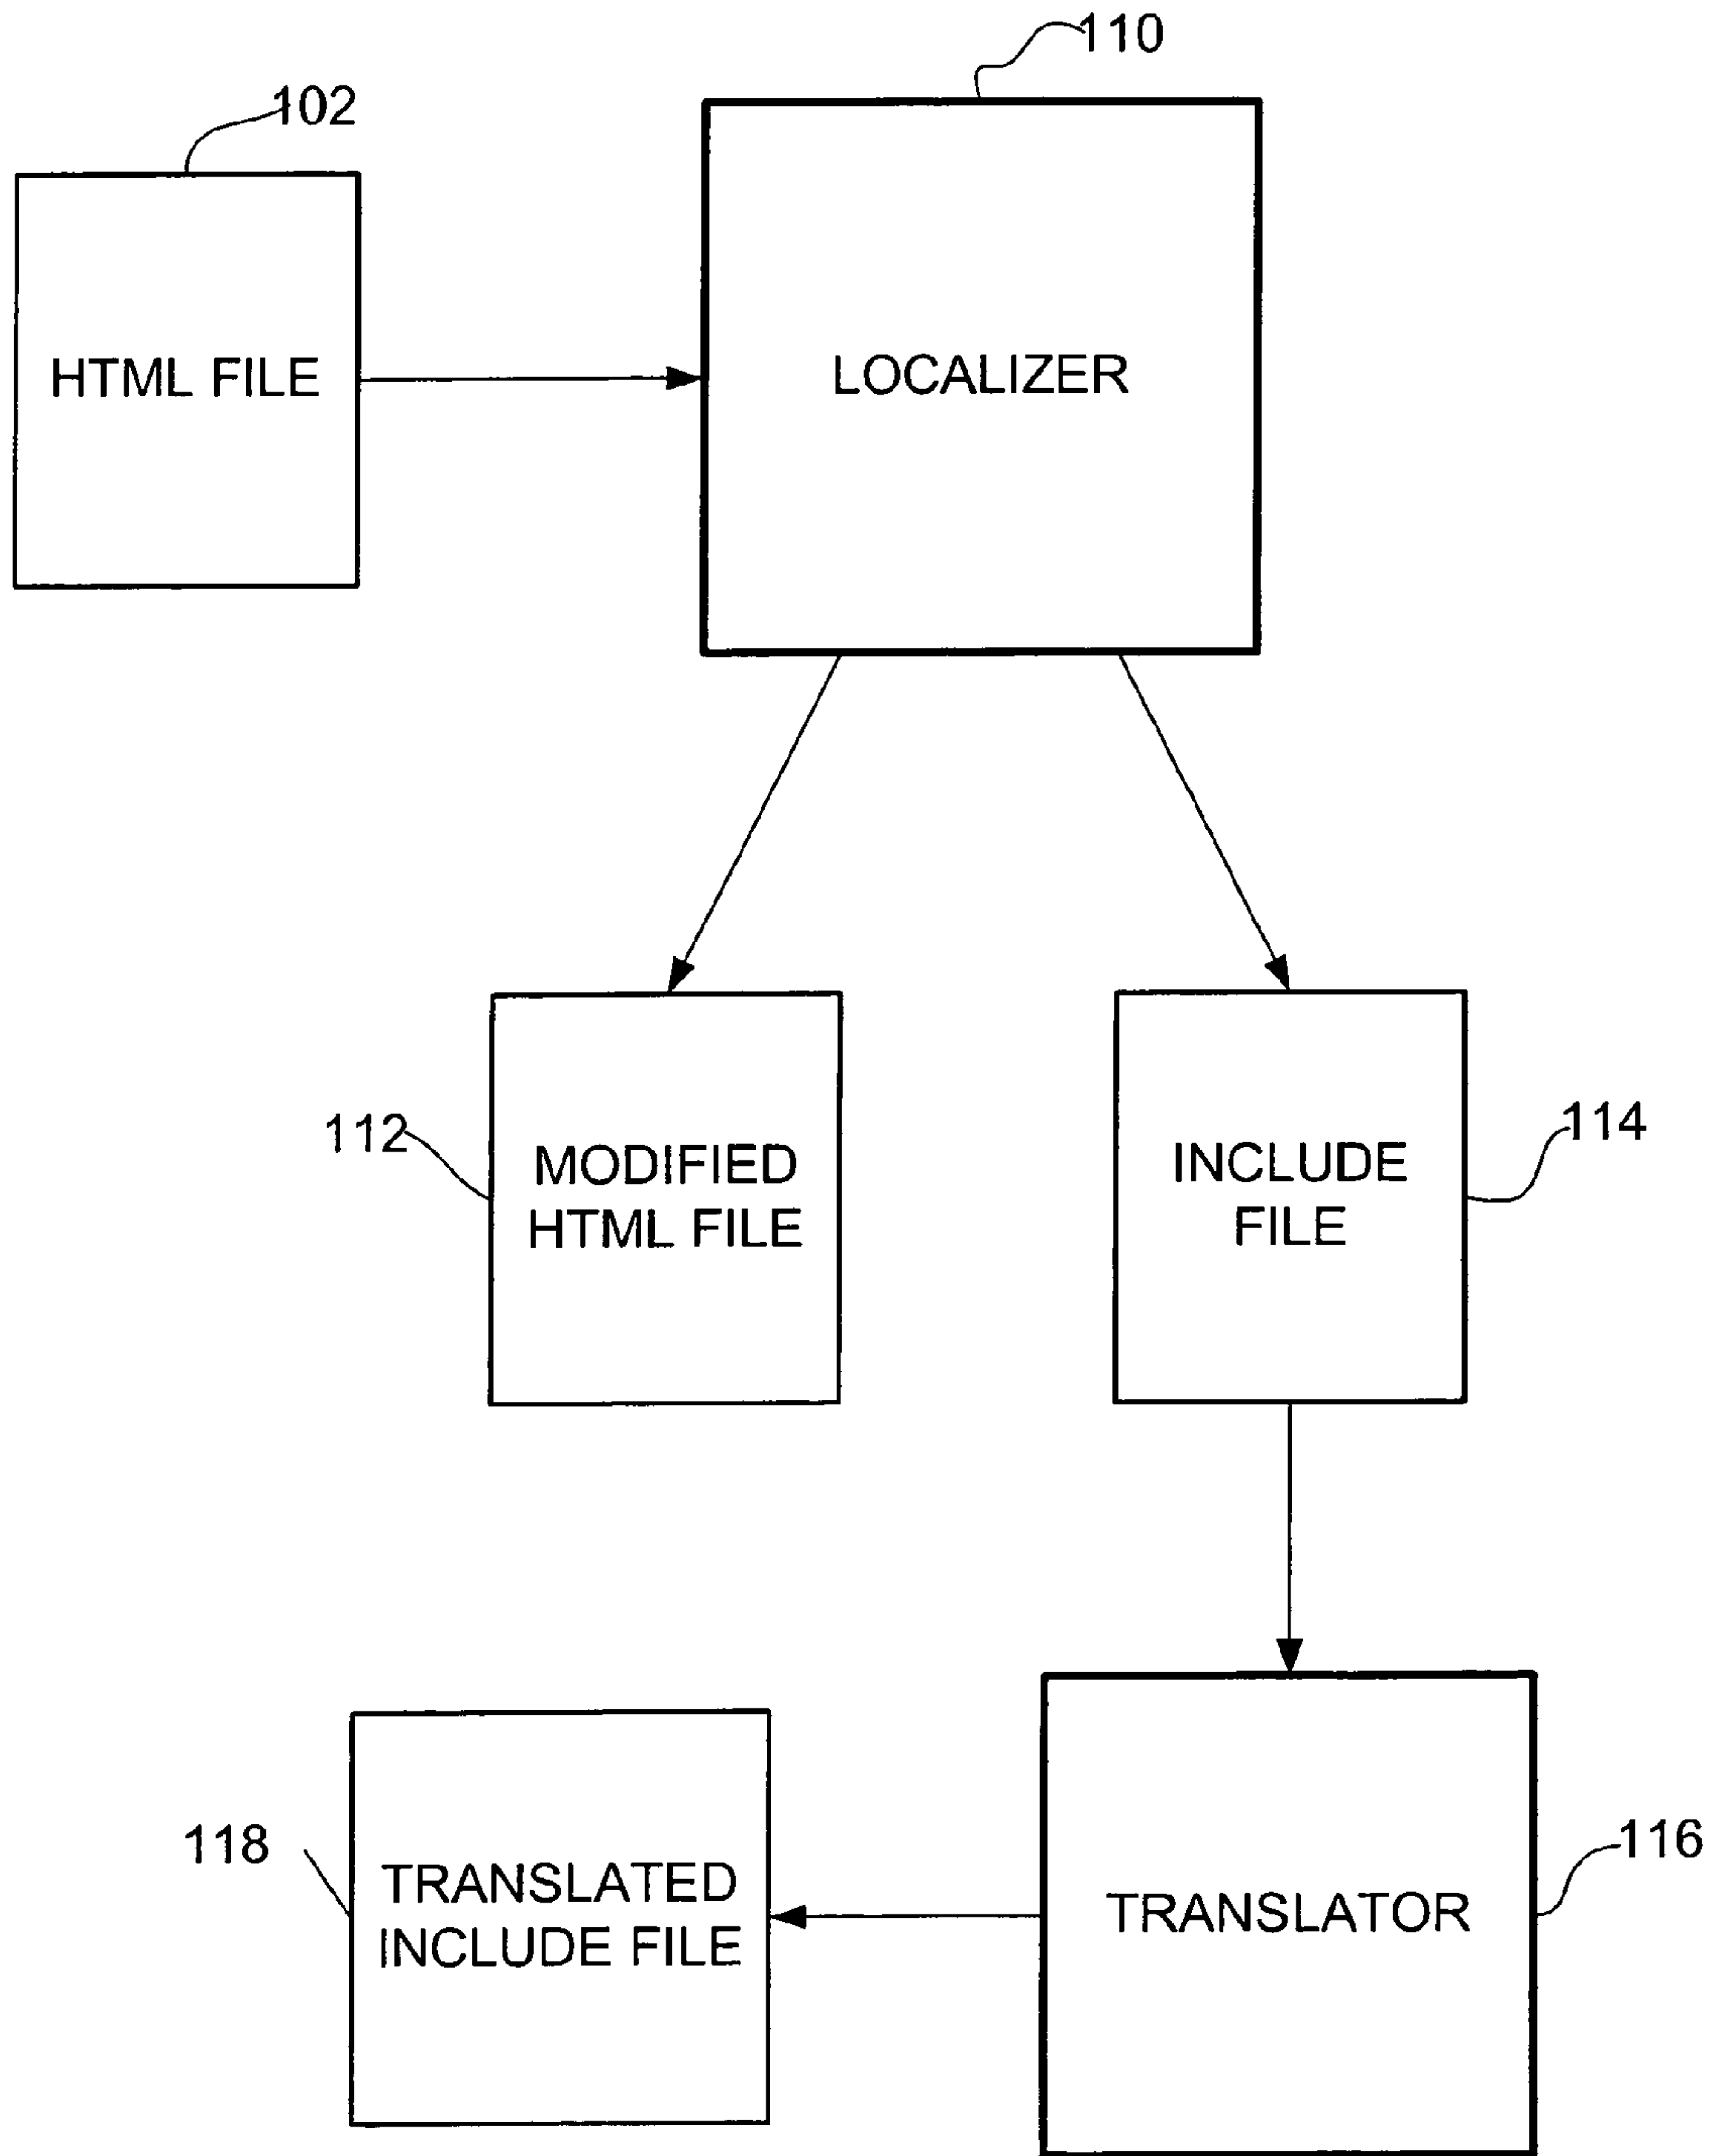 110
102
HTML FILE
LOCALIZER
112
MODIFIED
HTML FILE
INCLUDE
FILE
114
118
TRANSLATED
INCLUDE FILE
TRANSLATOR
116